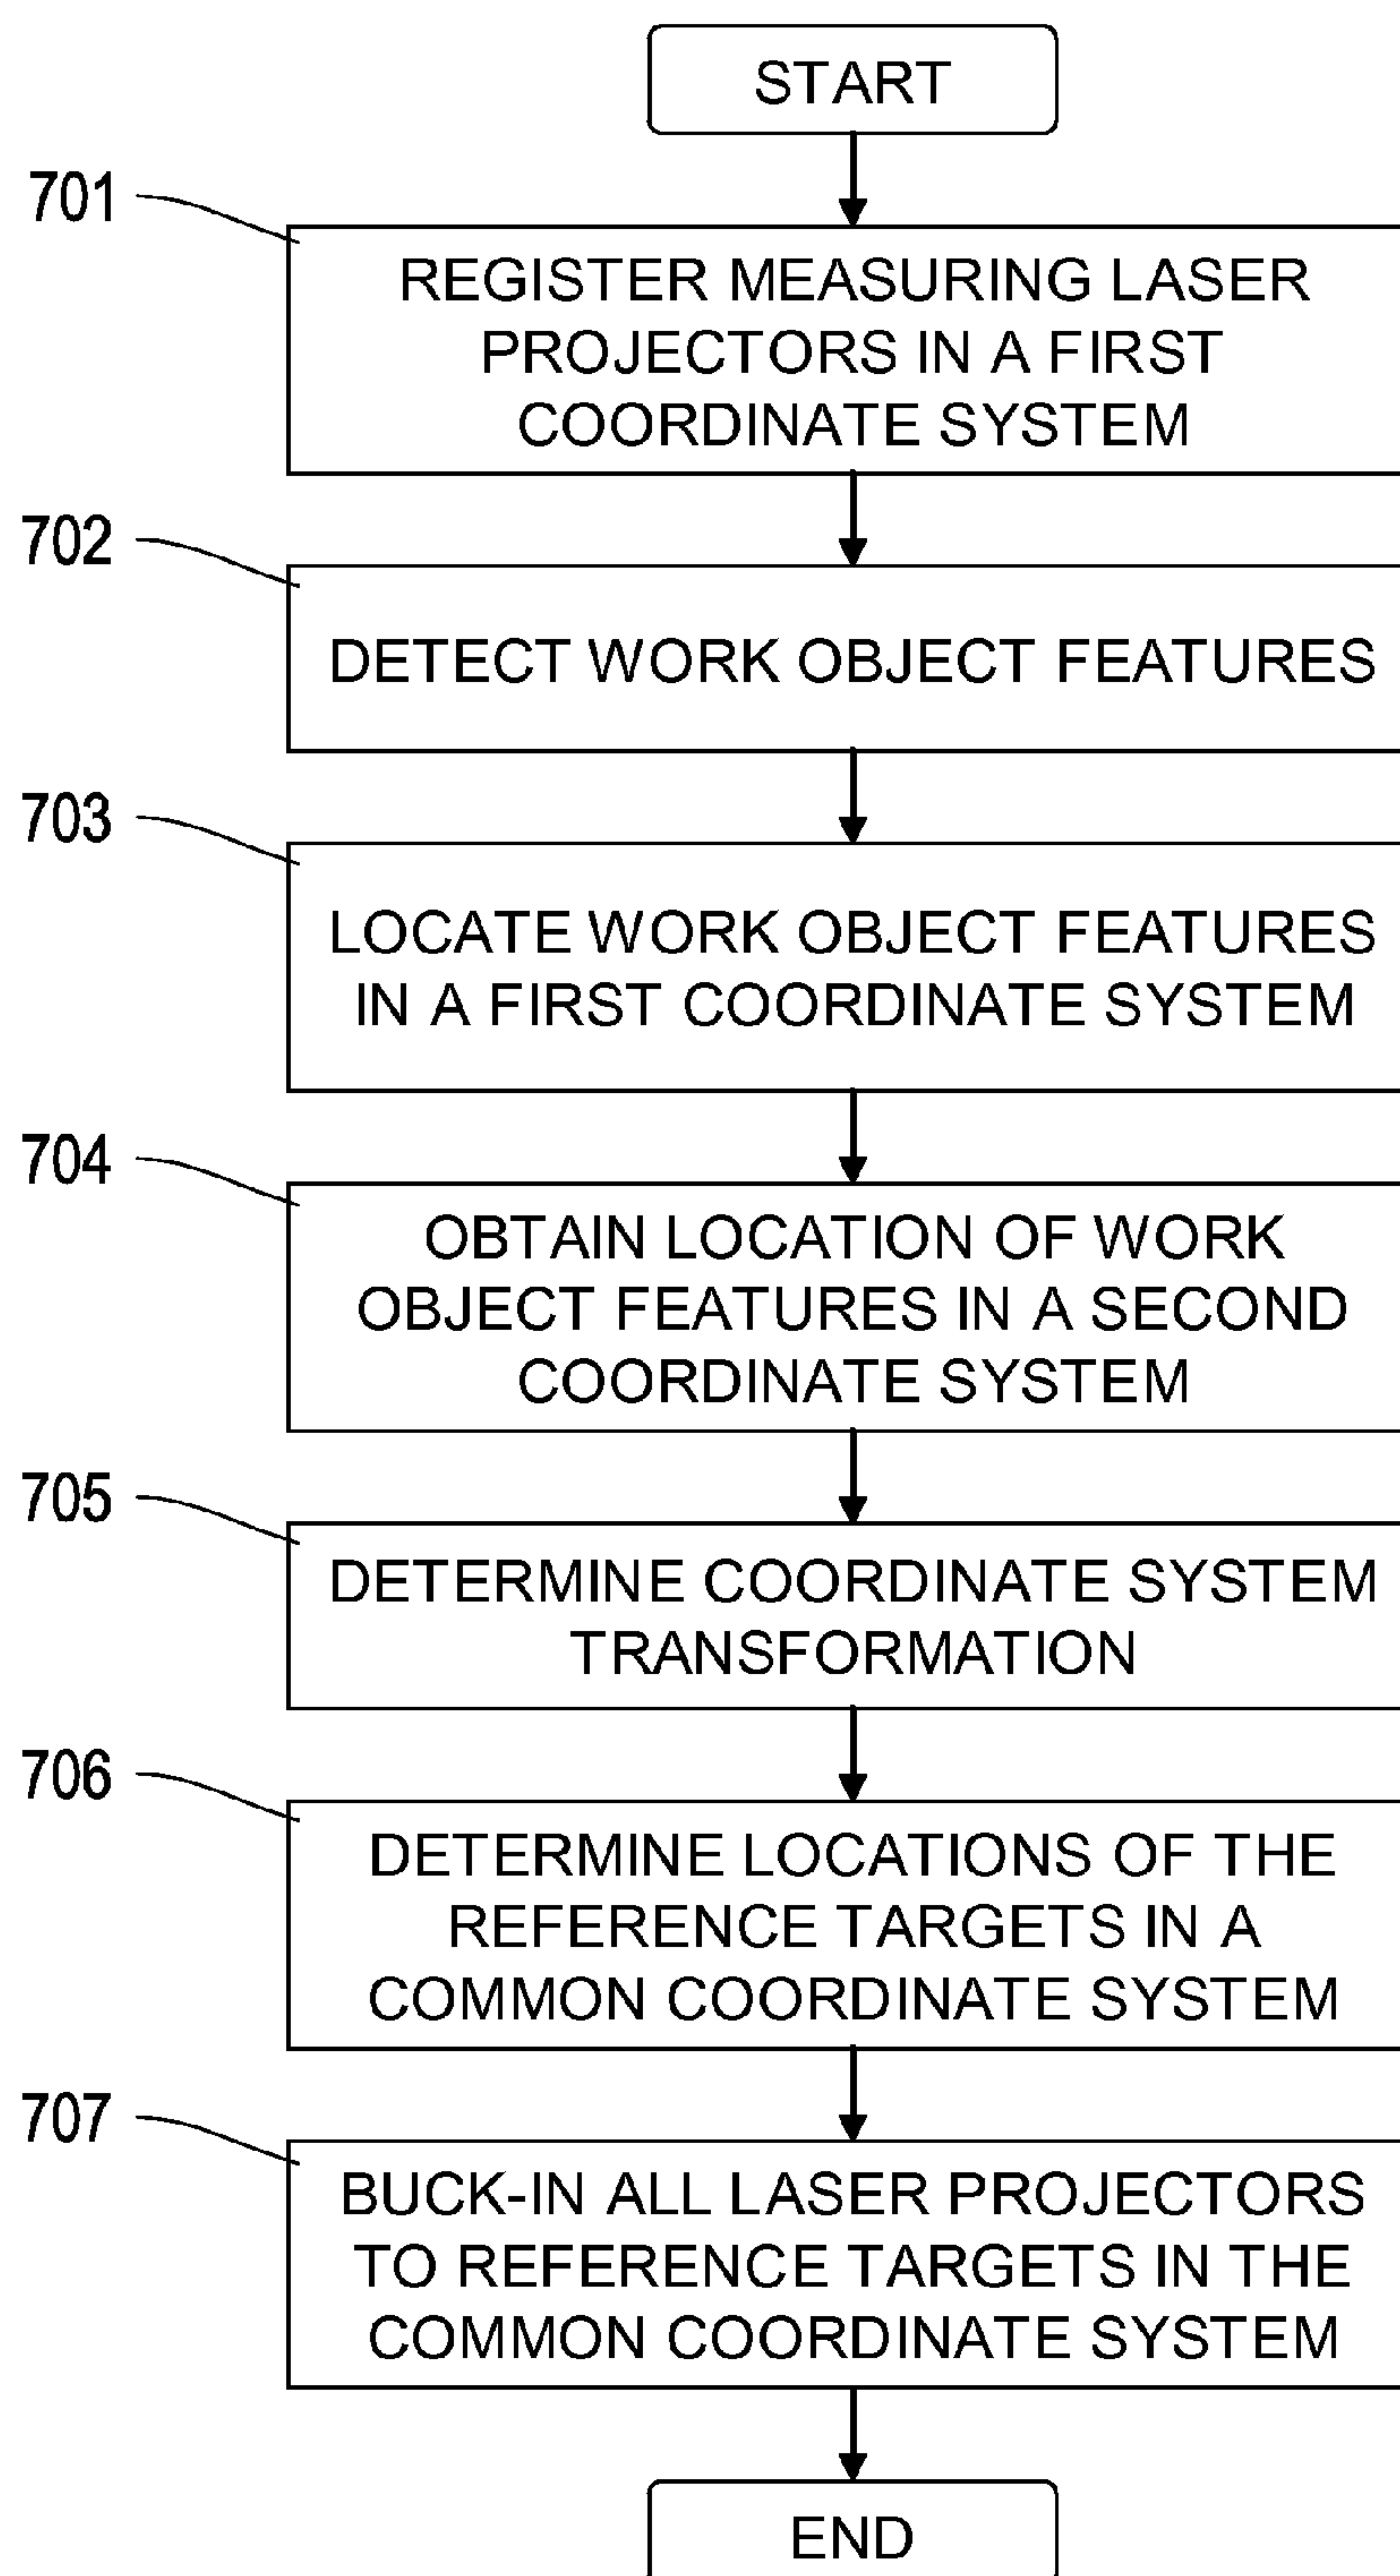 START
701
REGISTER MEASURING LASER
PROJECTORS IN A FIRST
COORDINATE SYSTEM
702
DETECT WORK OBJECT FEATURES
703
LOCATE WORK OBJECT FEATURES
IN A FIRST COORDINATE SYSTEM
704
OBTAIN LOCATION OF WORK
OBJECT FEATURES IN A SECOND
COORDINATE SYSTEM
705
DETERMINE COORDINATE SYSTEM
TRANSFORMATION
706
DETERMINE LOCATIONS OF THE
REFERENCE TARGETS IN A
COMMON COORDINATE SYSTEM
707
BUCK-IN ALL LASER PROJECTORS
TO REFERENCE TARGETS IN THE
COMMON COORDINATE SYSTEM
END